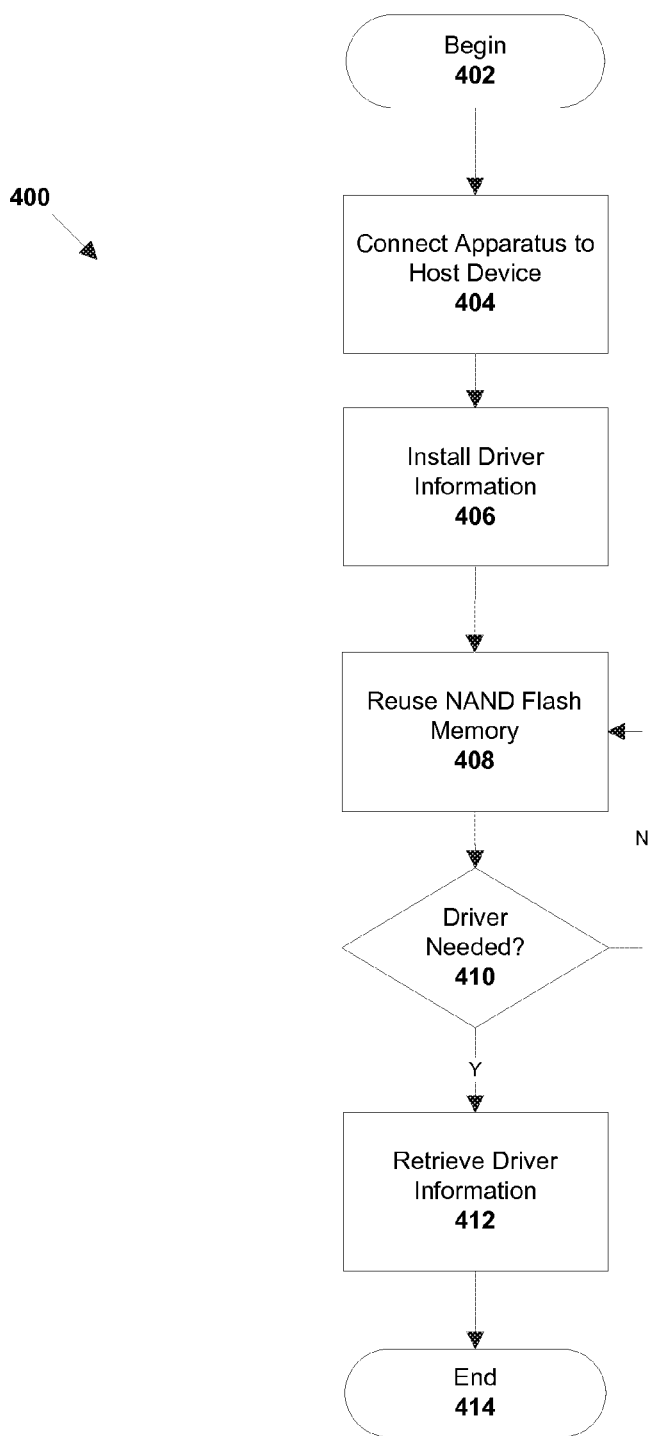 Begin
402
400
Connect Apparatus to
Host Device
404
Install Driver
Information
406
Reuse NAND Flash
Memory
408
N
Driver
Needed?
410
Y
Retrieve Driver
Information
412
End
414